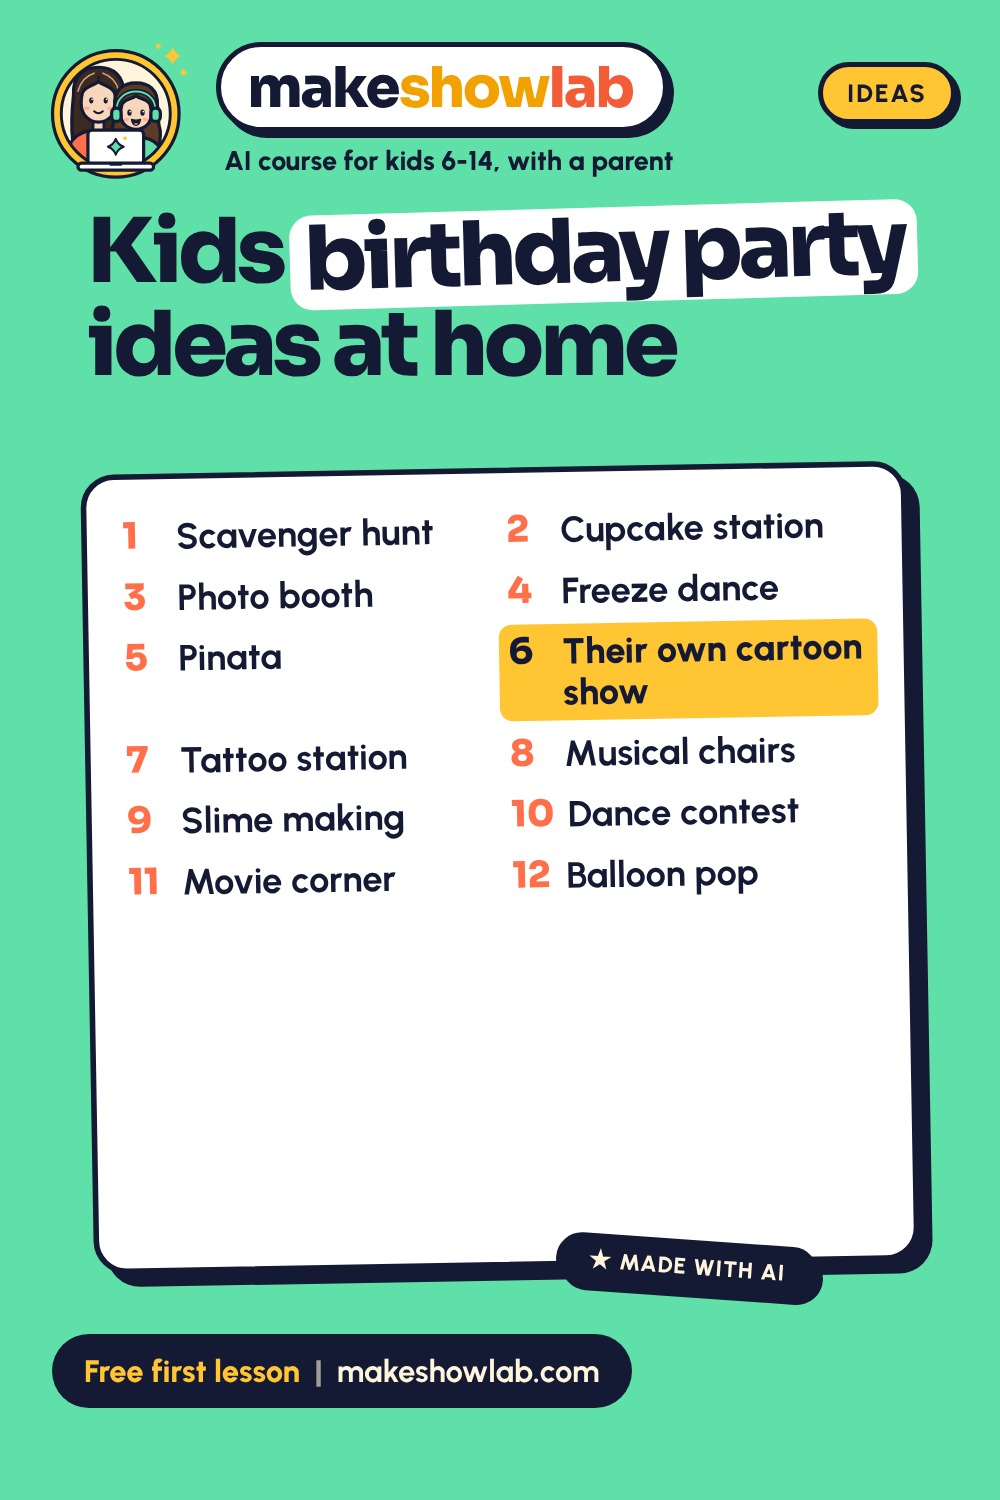 makeshowlab
IDEAS
AI course for kids 6-14, with a parent
Kids birthday party
ideas at home
1 Scavenger hunt
2 Cupcake station
3 Photo booth
4 Freeze dance
5 Pinata
6 Their own cartoon
show
7 Tattoo station
8 Musical chairs
9 Slime making
10 Dance contest
11 Movie corner
12 Balloon pop
★ MADE WITH AI
Free first lesson | makeshowlab.com